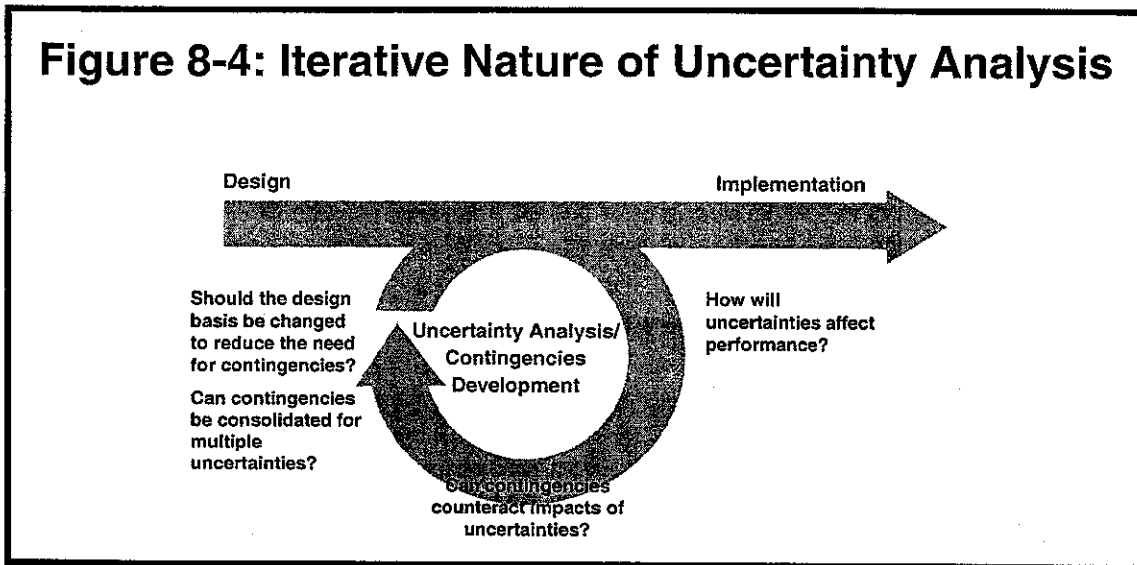 Figure 8-4: Iterative Nature of Uncertainty Analysis
Design
Implementation
Should the design
basis be changed
to reduce the need
for contingencies?
Can contingencies
be consolidated for
multiple
uncertainties?
Uncertainty Analysis/
Contingencies
Development
How will
uncertainties affect
performance?
Can contingencies
counteract impacts of
uncertainties?